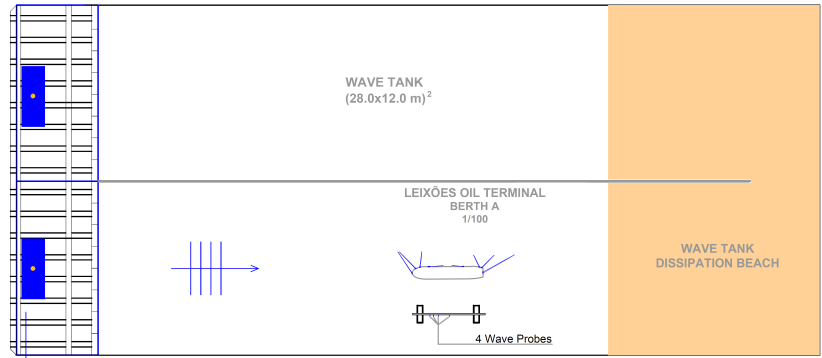 WAVE TANK
(28.0x12.0 m)²
LEIXÕES OIL TERMINAL
BERTH A
1/100
WAVE TANK
DISSIPATION BEACH
4 Wave Probes